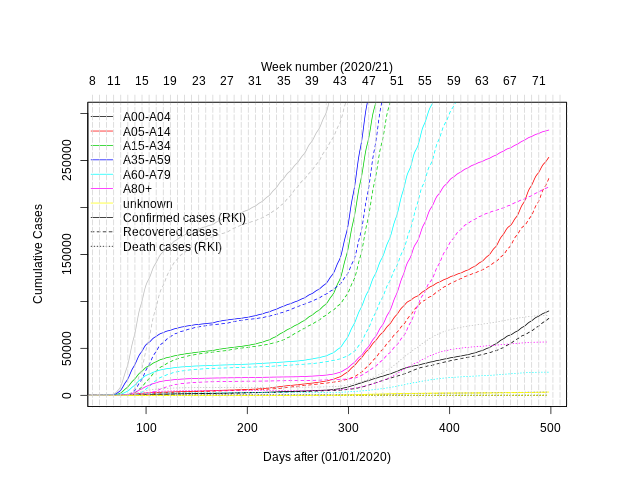 Week number (2020/21)
8 11 15 19 23 27 31 35 39 43 47 51 55 59 63 67 71
A00-A04
A05-A14
A15-A34
A35-A59
A60-A79
A80+
unknown
Confirmed cases (RKI)
Recovered cases
Death cases (RKI)
Cumulative Cases
250000
150000
50000
0
100 200 300 400 500
Days after (01/01/2020)